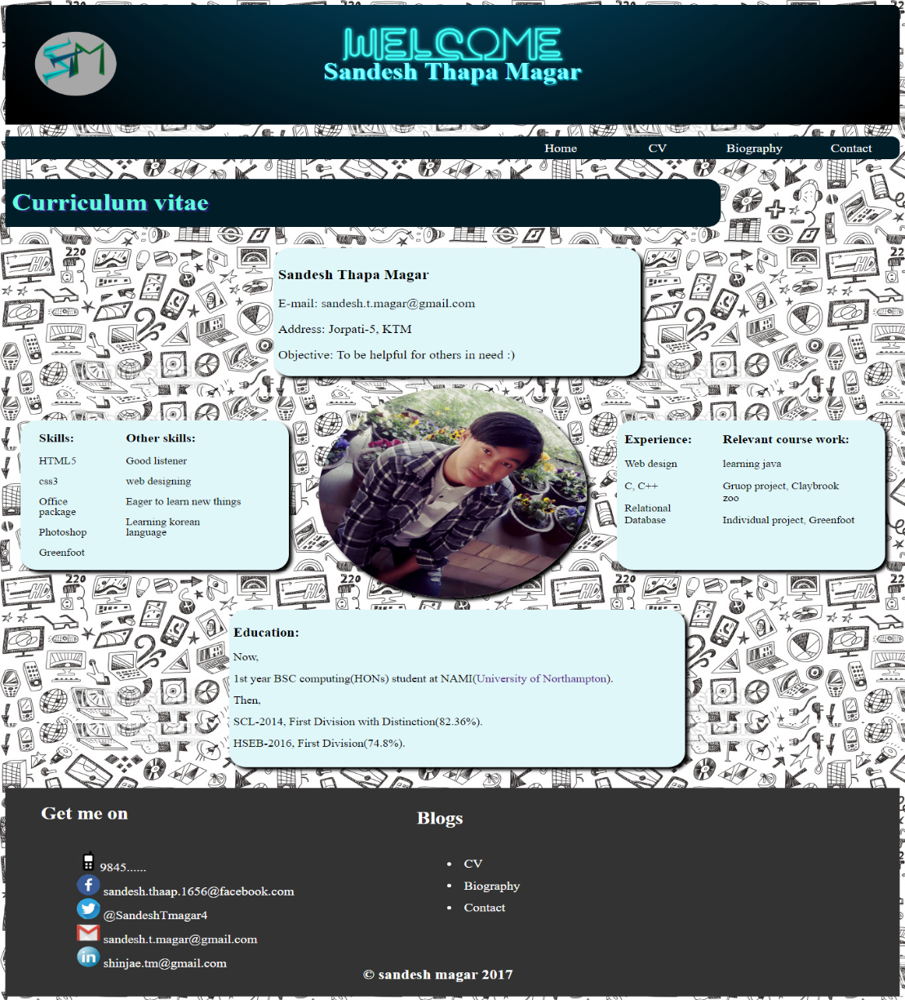 SM
WELCOME
Sandesh Thapa Magar
Home CV Biography Contact
Curriculum vitae
Sandesh Thapa Magar
E-mail: sandesh.t.magar@gmail.com
Address: Jorpati-5, KTM
Objective: To be helpful for others in need :)
Skills:
HTML5
css3
Office
package
Photoshop
Greenfoot
Other skills:
Good listener
web designing
Eager to learn new things
Learning korean
language
Experience:
Web design
C, C++
Relational
Database
Relevant course work:
learning java
Gruop project, Claybrook
zoo
Individual project, Greenfoot
Education:
Now,
1st year BSC computing(HONs) student at NAMI(University of Northampton).
Then,
SCL-2014, First Division with Distinction(82.36%).
HSEB-2016, First Division(74.8%).
Get me on
9845......
sandesh.thaap.1656@facebook.com
@SandeshTmagar4
sandesh.t.magar@gmail.com
shinjae.tm@gmail.com
Blogs
• CV
• Biography
• Contact
© sandesh magar 2017